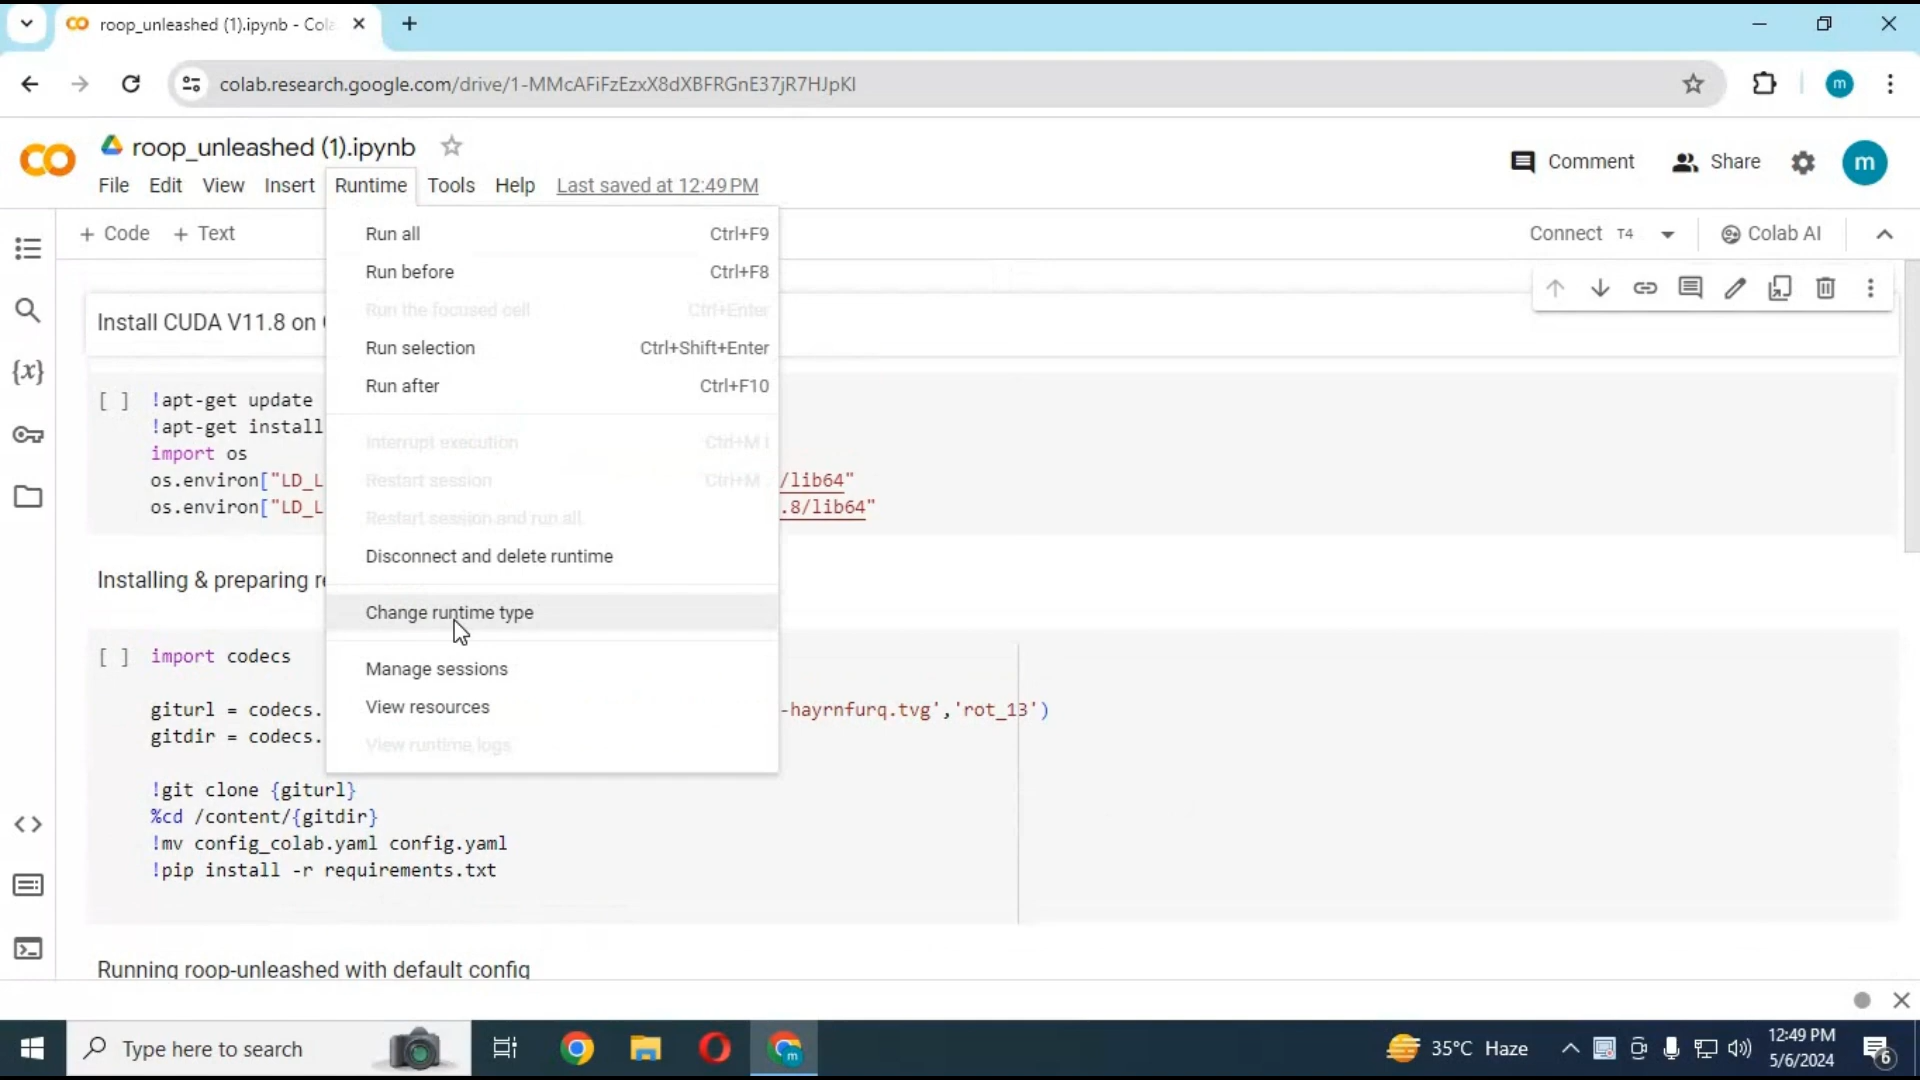 roop_unleashed (1).ipynb - Cola
colab.research.google.com/drive/1-MMcAFiFzEzxX8dXBFRGnE37jR7HJpKI
m
roop_unleashed (1).ipynb
Comment
Share
m
File Edit View Insert Runtime Tools Help Last saved at 12:49 PM
+ Code + Text
Connect T4
Colab AI
Run all Ctrl+F9
Run before Ctrl+F8
Run the focused cell Ctrl+Enter
Run selection Ctrl+Shift+Enter
Run after Ctrl+F10
Interrupt execution Ctrl+M I
Restart session Ctrl+M .
Restart session and run all
Disconnect and delete runtime
Change runtime type
Manage sessions
View resources
View runtime logs
Install CUDA V11.8 on
[ ] !apt-get update
!apt-get install
import os
os.environ["LD_L /lib64"
os.environ["LD_L .8/lib64"
Installing & preparing
[ ] import codecs
giturl = codecs. -hayrnfurq.tvg','rot_13')
gitdir = codecs.
!git clone {giturl}
%cd /content/{gitdir}
!mv config_colab.yaml config.yaml
!pip install -r requirements.txt
Running roop-unleashed with default config
Type here to search
m
35°C Haze
12:49 PM
5/6/2024
6